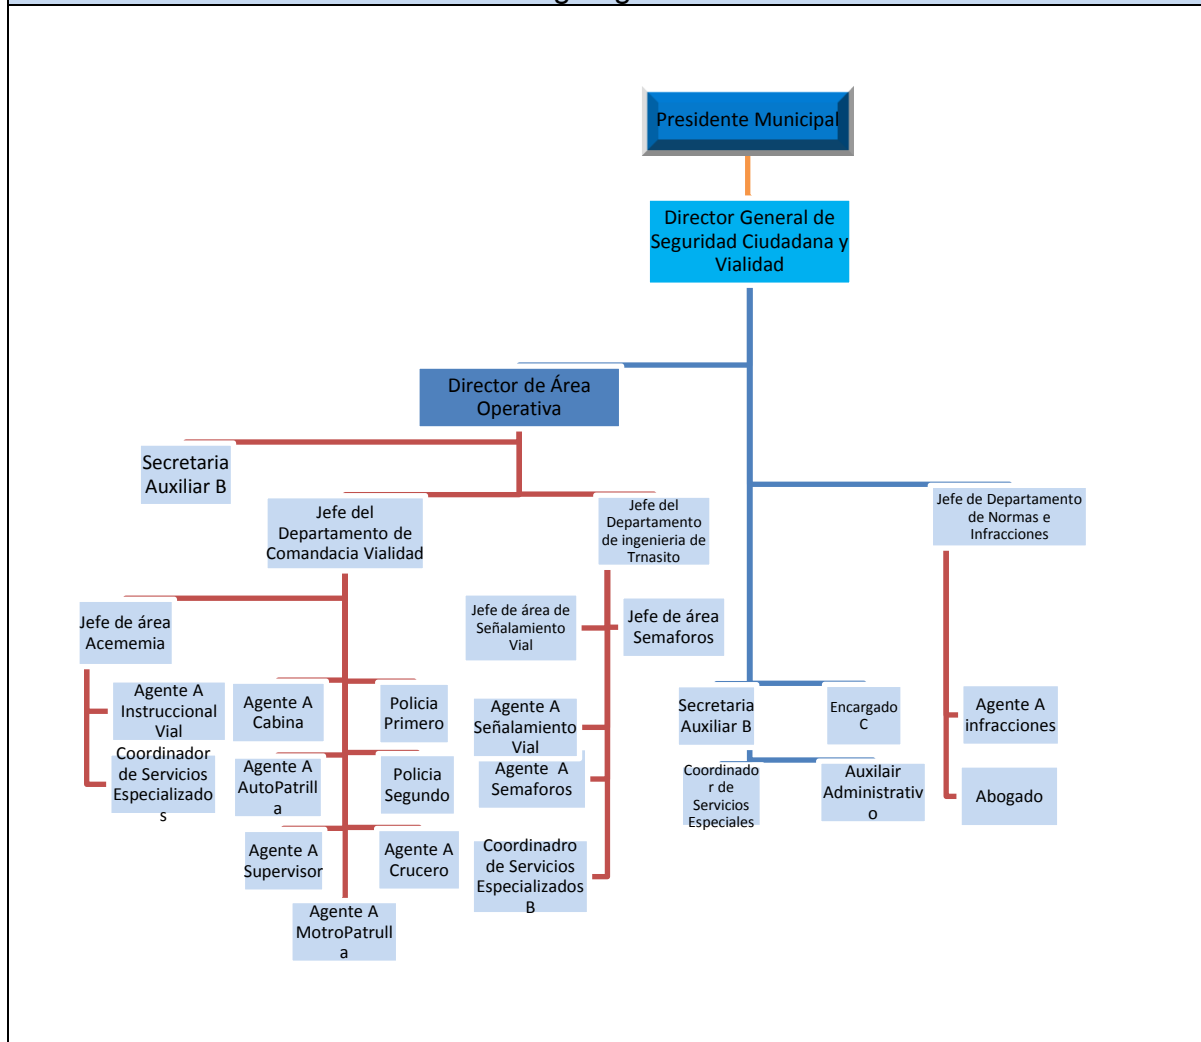 Presidente Municipal
Director General de
Seguridad Ciudadana y
Vialidad
Director de Área
Operativa
Secretaria
Auxiliar B
Jefe del
Departamento de
Comandacia Vialidad
Jefe del
Departamento
de ingenieria de
Trnasito
Jefe de Departamento
de Normas e
Infracciones
Jefe de área
Acememia
Jefe de área de
Señalamiento
Vial
Jefe de área
Semaforos
Agente A
Instruccional
Vial
Coordinador
de Servicios
Especializado
s
Agente A
Cabina
Policia
Primero
Agente A
AutoPatrill
a
Policia
Segundo
Agente A
Supervisor
Agente A
Crucero
Agente A
MotroPatrull
a
Agente A
Señalamiento
Vial
Agente A
Semaforos
Coordinadro
de Servicios
Especializados
B
Secretaria
Auxiliar B
Encargado
C
Coordinado
r de
Servicios
Especiales
Auxilair
Administrativ
o
Agente A
infracciones
Abogado